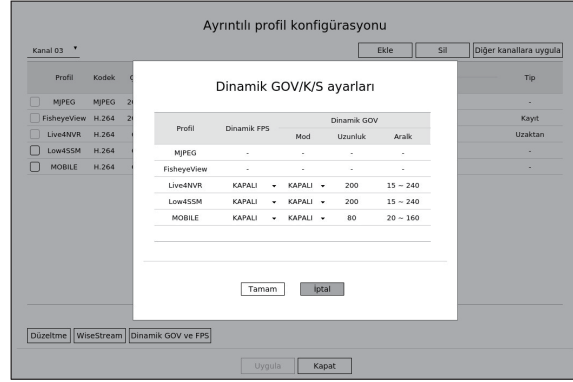 Ayrıntılı profil konfigürasyonu
Kanal 03
Ekle Sil Diğer kanallara uygula
Profil Kodek Tip
MJPEG MJPEG 20 -
FisheyeView H.264 20 Kayıt
Live4NVR H.264 Uzaktan
Low4SSM H.264 -
MOBILE H.264 -
Dinamik GOV/K/S ayarları
Profil Dinamik FPS Dinamik GOV
Mod Uzunluk Aralk
MJPEG - - - -
FisheyeView - - - -
Live4NVR KAPALI KAPALI 200 15 ~ 240
Low4SSM KAPALI KAPALI 200 15 ~ 240
MOBILE KAPALI KAPALI 80 20 ~ 160
Tamam İptal
Düzeltme WiseStream Dinamik GOV ve FPS
Uygula Kapat